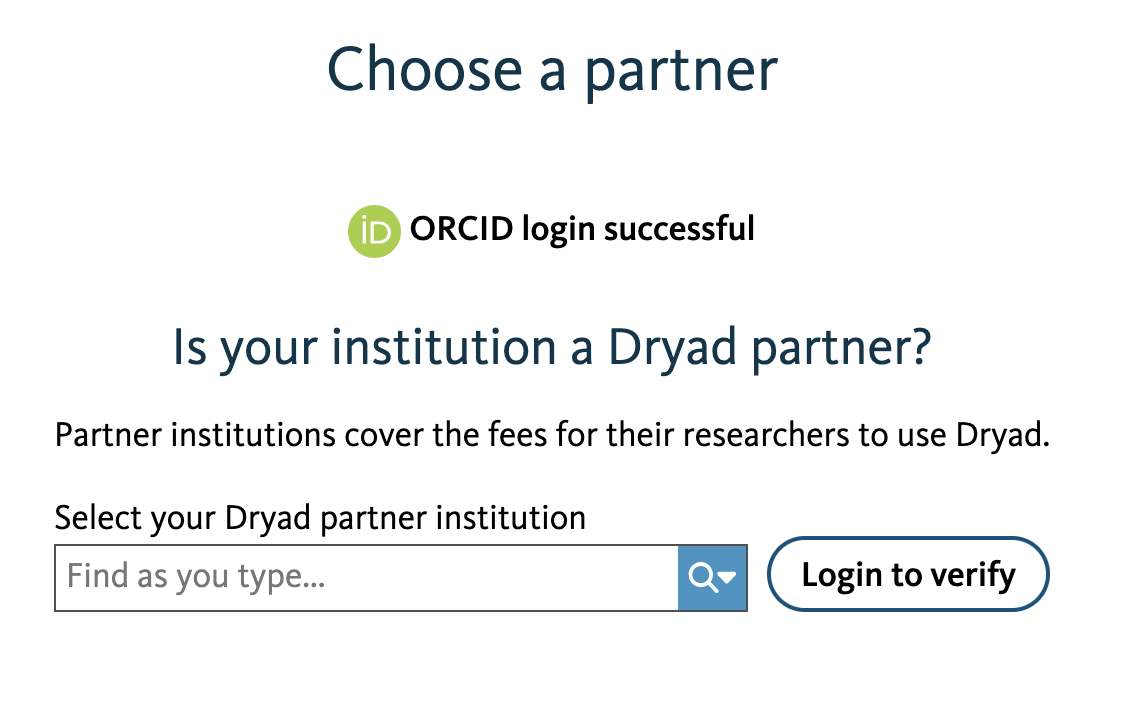 Choose a partner
iD ORCID login successful
Is your institution a Dryad partner?
Partner institutions cover the fees for their researchers to use Dryad.
Select your Dryad partner institution
Find as you type...
Login to verify